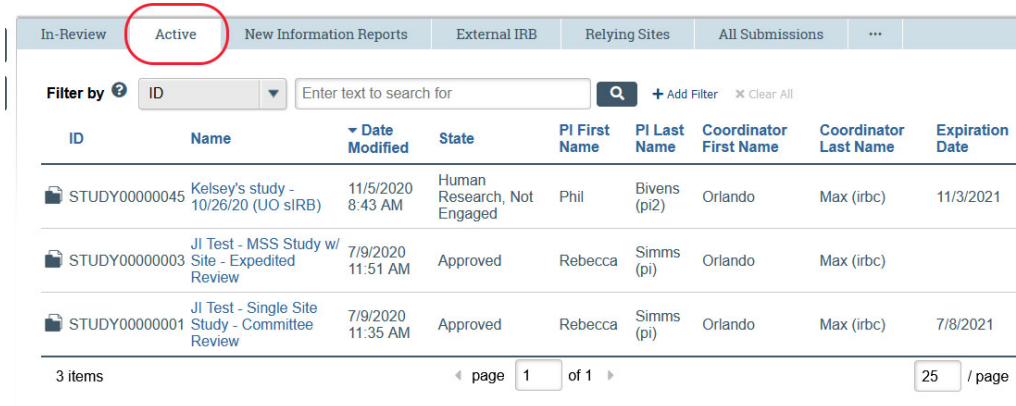 In-Review Active New Information Reports External IRB Relying Sites All Submissions ...
Filter by ? ID Enter text to search for + Add Filter × Clear All
ID Name Date Modified State PI First Name PI Last Name Coordinator First Name Coordinator Last Name Expiration Date
STUDY00000045 Kelsey's study - 10/26/20 (UO sIRB) 11/5/2020 8:43 AM Human Research, Not Engaged Phil Bivens (pi2) Orlando Max (irbc) 11/3/2021
STUDY00000003 JI Test - MSS Study w/ Site - Expedited Review 7/9/2020 11:51 AM Approved Rebecca Simms (pi) Orlando Max (irbc)
STUDY00000001 JI Test - Single Site Study - Committee Review 7/9/2020 11:35 AM Approved Rebecca Simms (pi) Orlando Max (irbc) 7/8/2021
3 items page 1 of 1 25 / page